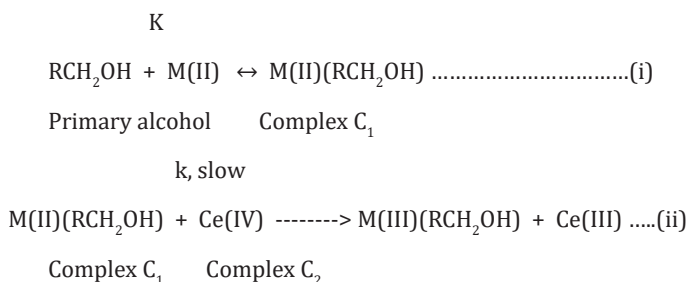 K
RCH₂OH + M(II) ↔ M(II)(RCH₂OH) ................................(i)
Primary alcohol Complex C₁
k, slow
M(II)(RCH₂OH) + Ce(IV) --------> M(III)(RCH₂OH) + Ce(III) .....(ii)
Complex C₁ Complex C₂